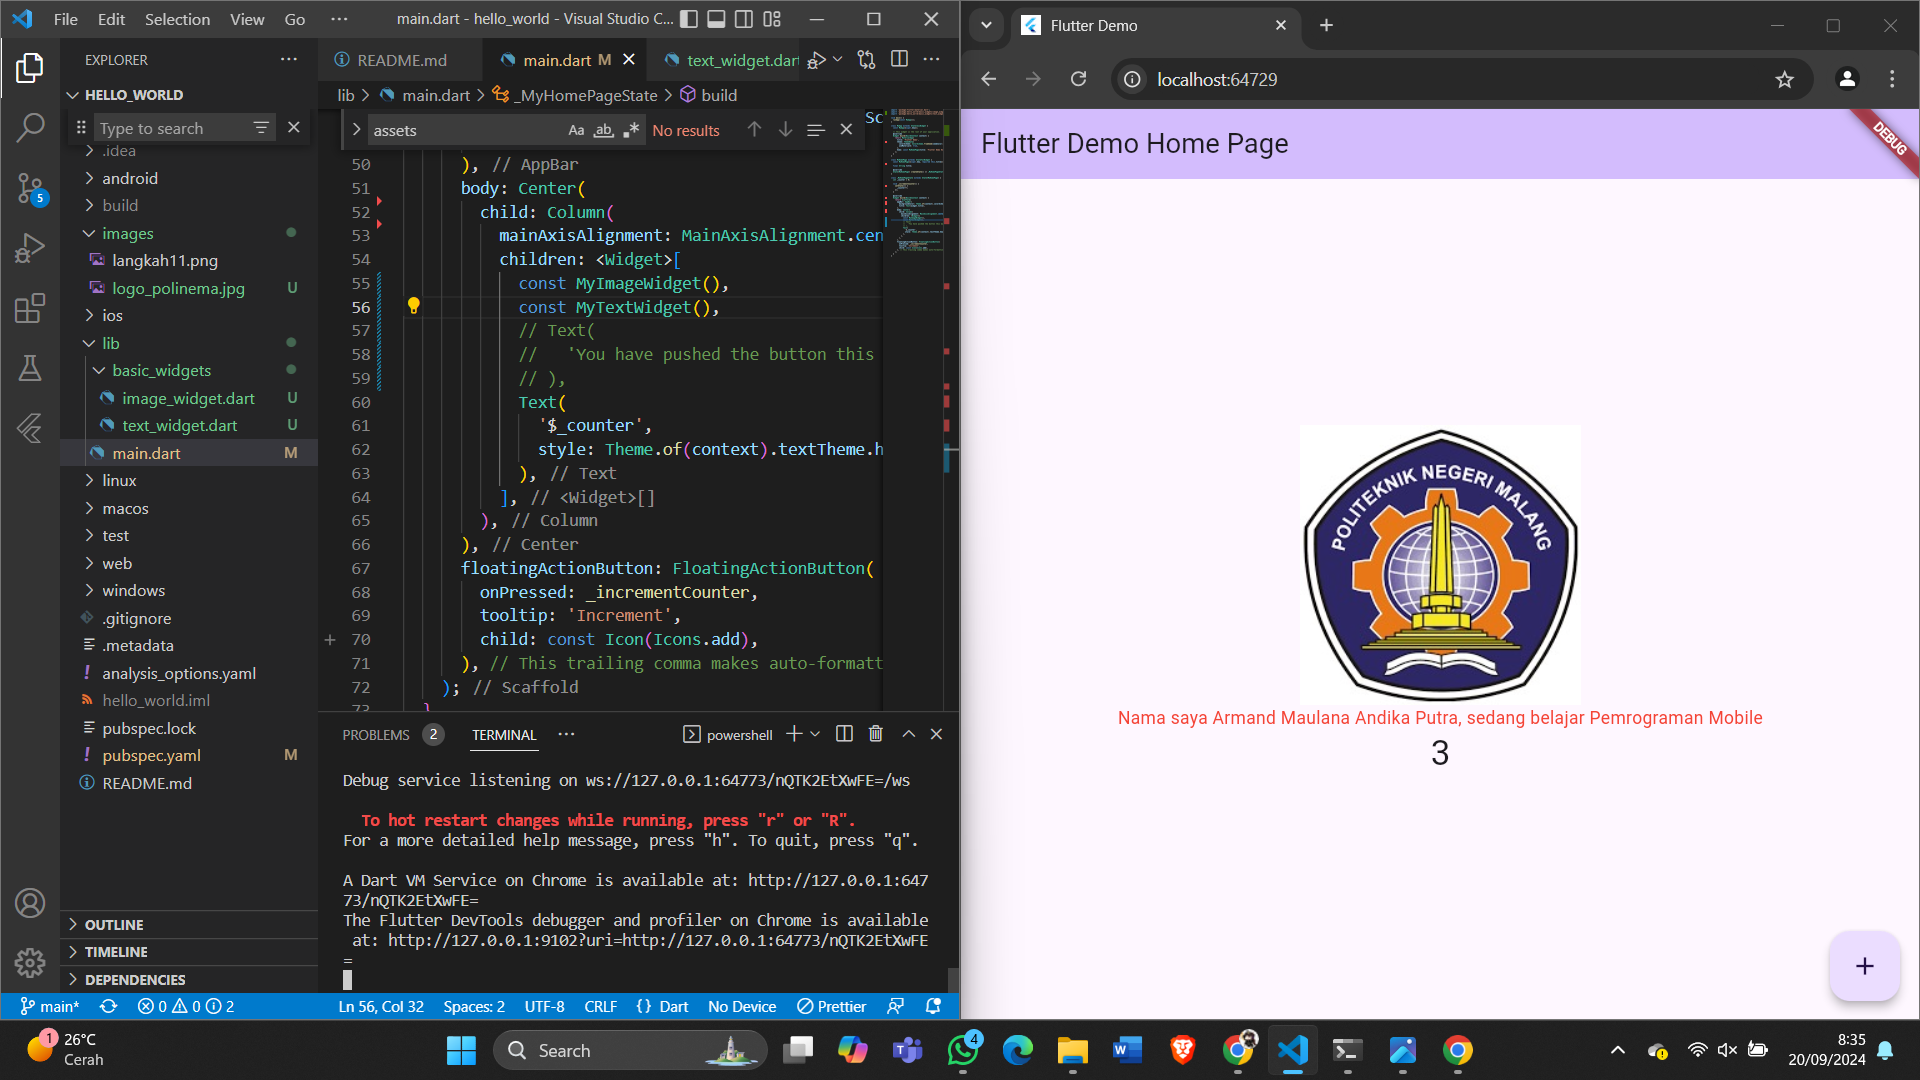 File Edit Selection View Go ··· main.dart - hello_world - Visual Studio C...
EXPLORER ···
HELLO_WORLD
Type to search
.idea
android
build
images
langkah11.png
logo_polinema.jpg U
ios
lib
basic_widgets
image_widget.dart U
text_widget.dart U
main.dart M
linux
macos
test
web
windows
.gitignore
.metadata
analysis_options.yaml
hello_world.iml
pubspec.lock
pubspec.yaml M
README.md
OUTLINE
TIMELINE
DEPENDENCIES
5
README.md main.dart M text_widget.dart
lib > main.dart > _MyHomePageState > build
assets Aa ab No results
Sc
50 ), // AppBar
51 body: Center(
52 child: Column(
53 mainAxisAlignment: MainAxisAlignment.cen
54 children: <Widget>[
55 const MyImageWidget(),
56 const MyTextWidget(),
57 // Text(
58 //   'You have pushed the button this
59 // ),
60 Text(
61 '$_counter',
62 style: Theme.of(context).textTheme.h
63 ), // Text
64 ], // <Widget>[]
65 ), // Column
66 ), // Center
67 floatingActionButton: FloatingActionButton(
68 onPressed: _incrementCounter,
69 tooltip: 'Increment',
70 child: const Icon(Icons.add),
71 ), // This trailing comma makes auto-formatt
72 ); // Scaffold
73 }
PROBLEMS 2 TERMINAL ··· powershell
Debug service listening on ws://127.0.0.1:64773/nQTK2EtXwFE=/ws
To hot restart changes while running, press "r" or "R".
For a more detailed help message, press "h". To quit, press "q".
A Dart VM Service on Chrome is available at: http://127.0.0.1:647
73/nQTK2EtXwFE=
The Flutter DevTools debugger and profiler on Chrome is available
at: http://127.0.0.1:9102?uri=http://127.0.0.1:64773/nQTK2EtXwFE
=
main* 0 0 2 Ln 56, Col 32 Spaces: 2 UTF-8 CRLF { } Dart No Device Prettier
Flutter Demo
localhost:64729
Flutter Demo Home Page
DEBUG
POLITEKNIK NEGERI MALANG
Nama saya Armand Maulana Andika Putra, sedang belajar Pemrograman Mobile
3
+
1
26°C
Cerah
Search
4
8:35
20/09/2024